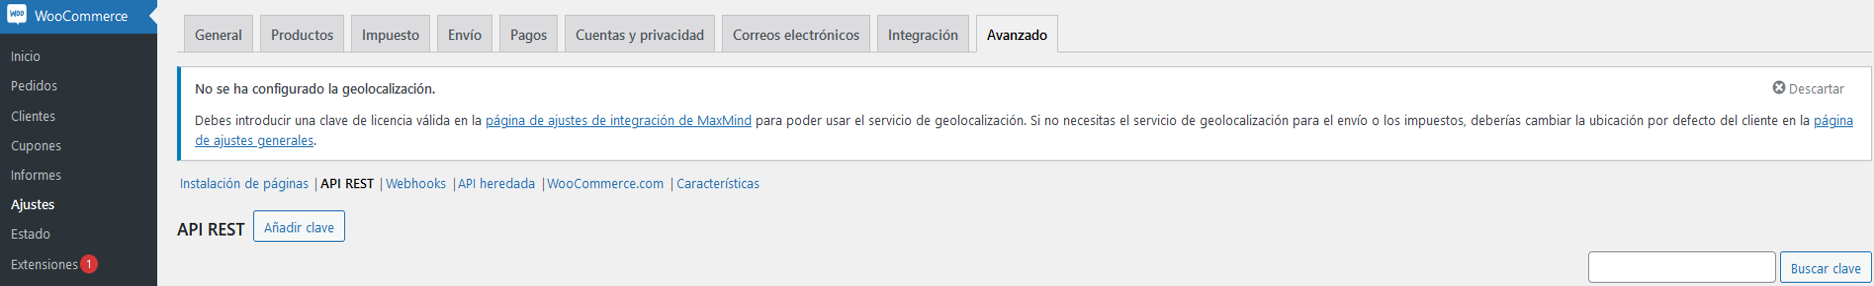 WOO WooCommerce
Inicio
Pedidos
Clientes
Cupones
Informes
Ajustes
Estado
Extensiones 1
General Productos Impuesto Envío Pagos Cuentas y privacidad Correos electrónicos Integración Avanzado
No se ha configurado la geolocalización. Descartar
Debes introducir una clave de licencia válida en la página de ajustes de integración de MaxMind para poder usar el servicio de geolocalización. Si no necesitas el servicio de geolocalización para el envío o los impuestos, deberías cambiar la ubicación por defecto del cliente en la página
de ajustes generales.
Instalación de páginas | API REST | Webhooks | API heredada | WooCommerce.com | Características
API REST Añadir clave
Buscar clave